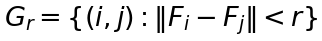 G_r = { (i, j) : ‖F_i − F_j‖ < r }